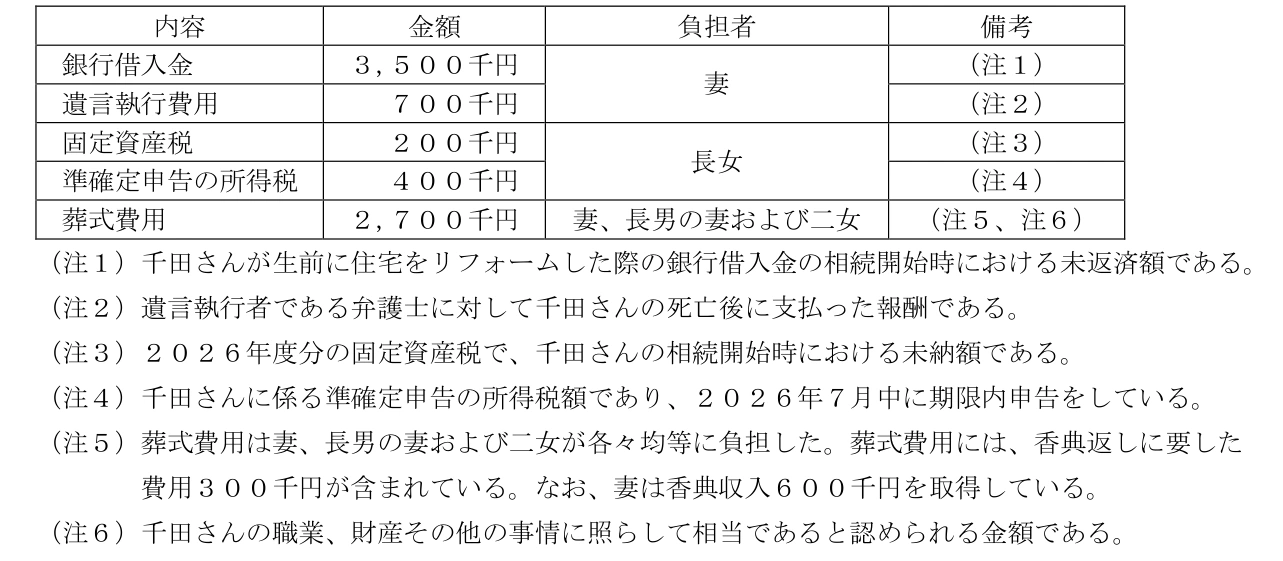 内容 金額 負担者 備考
銀行借入金 ３,５００千円 妻 （注１）
遺言執行費用 ７００千円 （注２）
固定資産税 ２００千円 長女 （注３）
準確定申告の所得税 ４００千円 （注４）
葬式費用 ２,７００千円 妻、長男の妻および二女 （注５、注６）
（注１）千田さんが生前に住宅をリフォームした際の銀行借入金の相続開始時における未返済額である。
（注２）遺言執行者である弁護士に対して千田さんの死亡後に支払った報酬である。
（注３）２０２６年度分の固定資産税で、千田さんの相続開始時における未納額である。
（注４）千田さんに係る準確定申告の所得税額であり、２０２６年７月中に期限内申告をしている。
（注５）葬式費用は妻、長男の妻および二女が各々均等に負担した。葬式費用には、香典返しに要した
費用３００千円が含まれている。なお、妻は香典収入６００千円を取得している。
（注６）千田さんの職業、財産その他の事情に照らして相当であると認められる金額である。